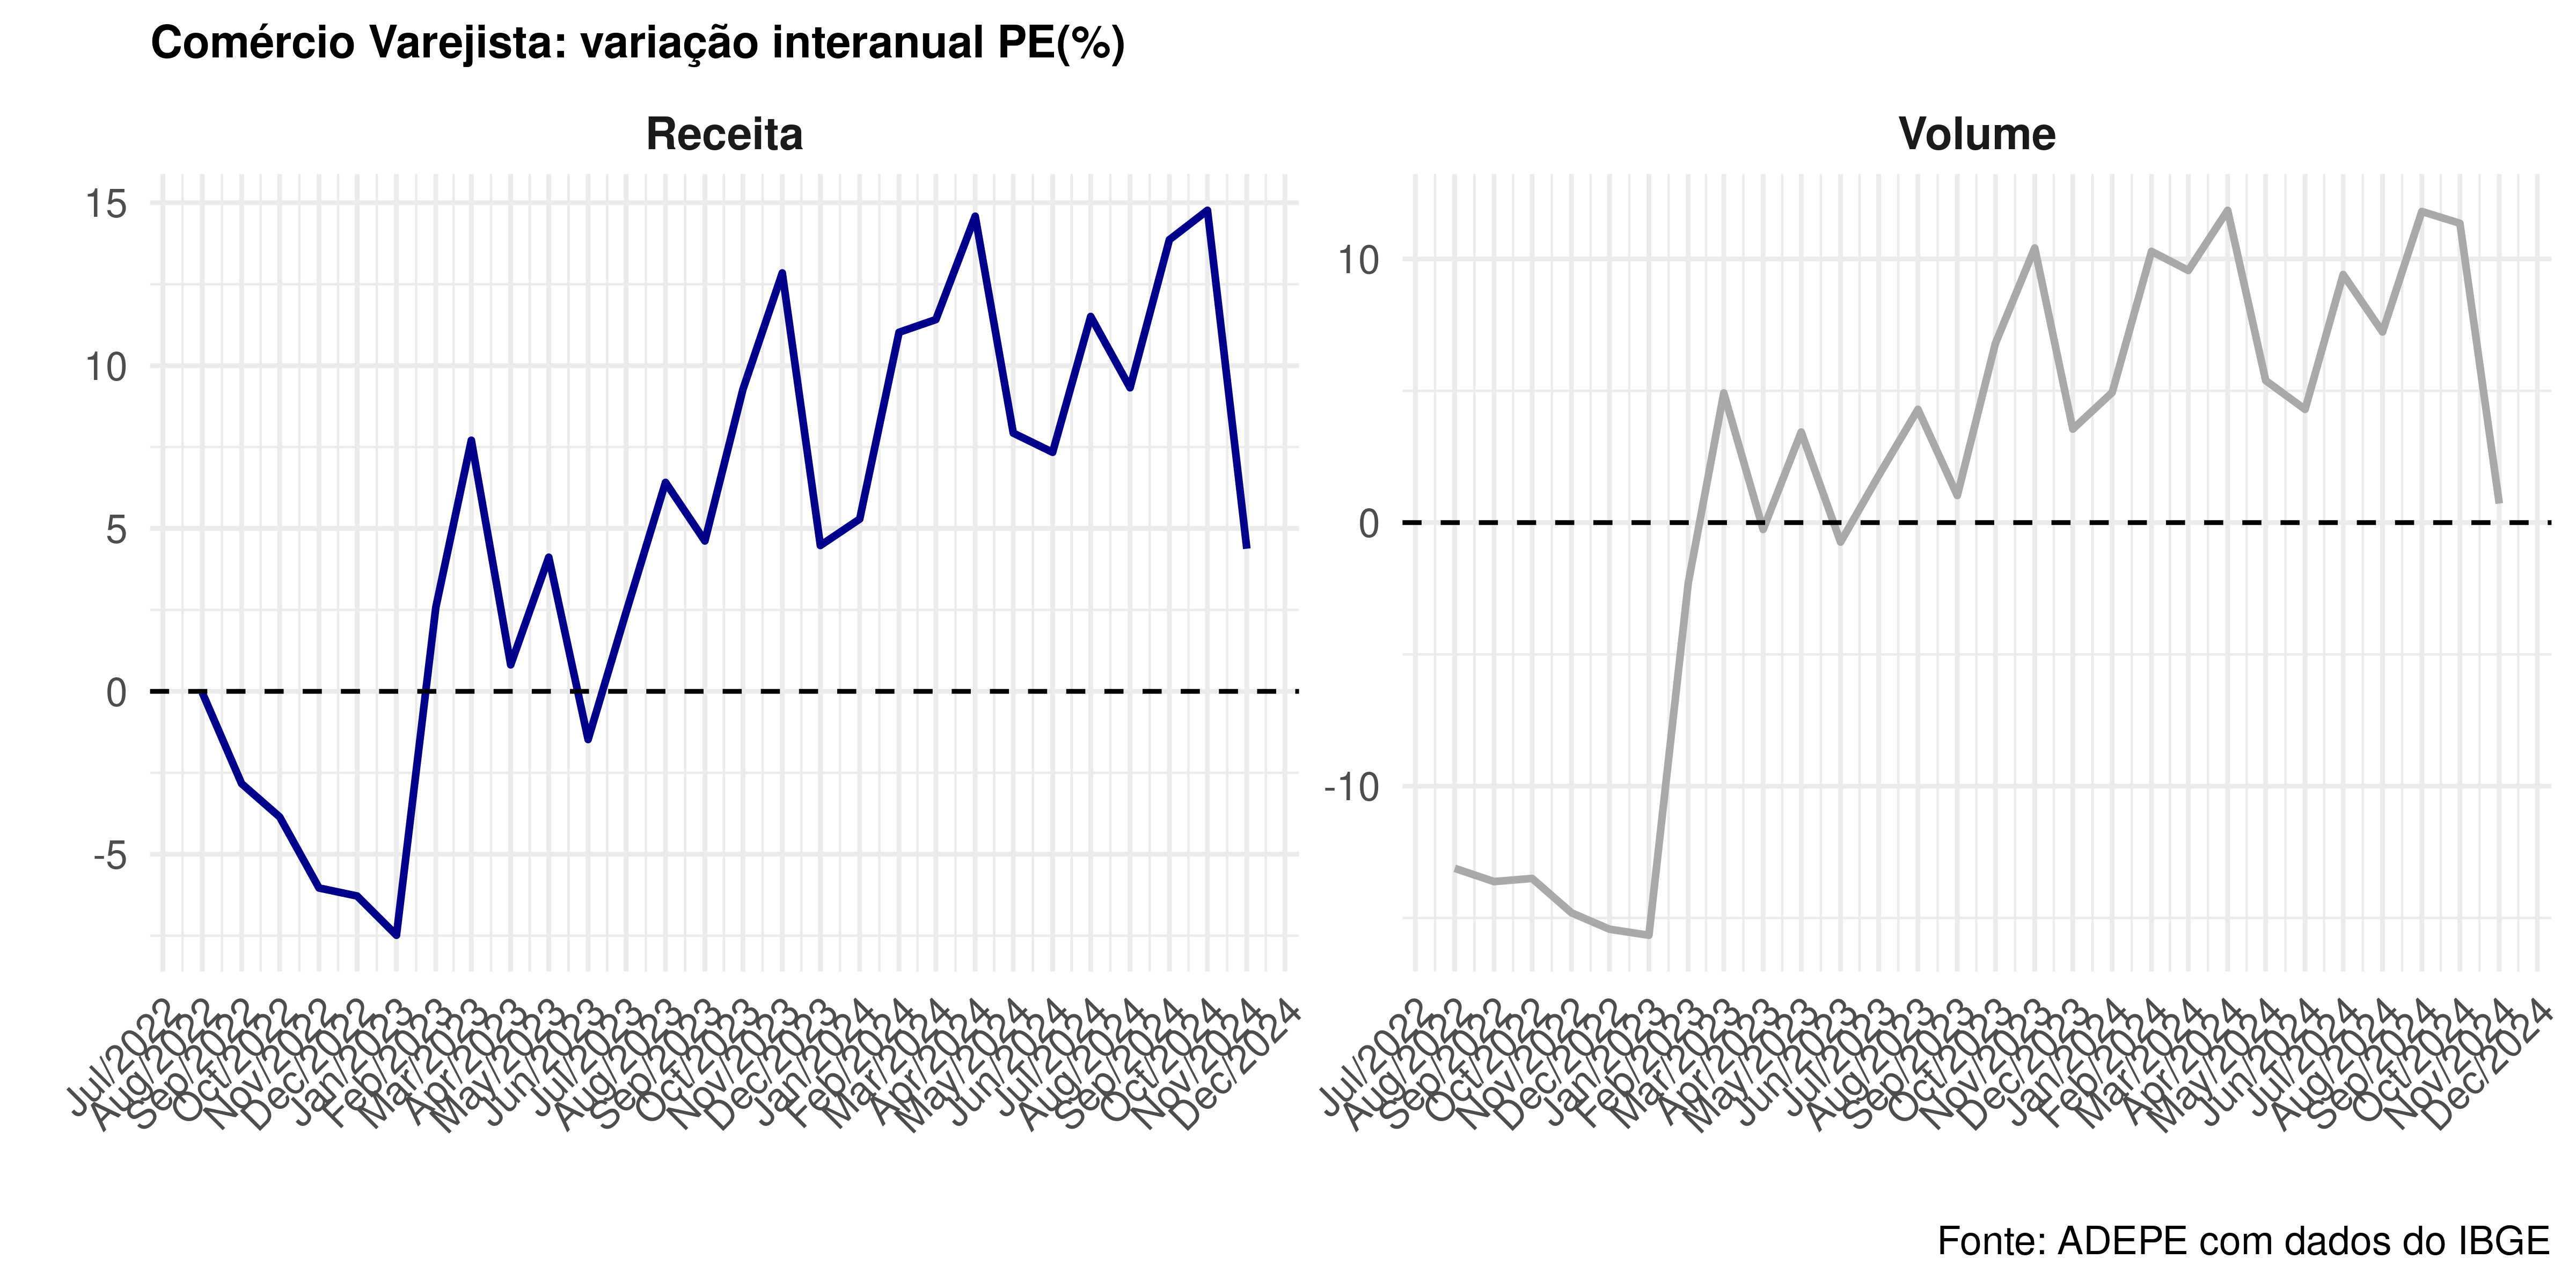 Comércio Varejista: variação interanual PE(%)
Receita
15
10
5
0
-5
Jul/2022
Aug/2022
Sep/2022
Oct/2022
Nov/2022
Dec/2022
Jan/2023
Feb/2023
Mar/2023
Apr/2023
May/2023
Jun/2023
Jul/2023
Aug/2023
Sep/2023
Oct/2023
Nov/2023
Dec/2023
Jan/2024
Feb/2024
Mar/2024
Apr/2024
May/2024
Jun/2024
Jul/2024
Aug/2024
Sep/2024
Oct/2024
Nov/2024
Dec/2024
Volume
10
0
-10
Jul/2022
Aug/2022
Sep/2022
Oct/2022
Nov/2022
Dec/2022
Jan/2023
Feb/2023
Mar/2023
Apr/2023
May/2023
Jun/2023
Jul/2023
Aug/2023
Sep/2023
Oct/2023
Nov/2023
Dec/2023
Jan/2024
Feb/2024
Mar/2024
Apr/2024
May/2024
Jun/2024
Jul/2024
Aug/2024
Sep/2024
Oct/2024
Nov/2024
Dec/2024
Fonte: ADEPE com dados do IBGE